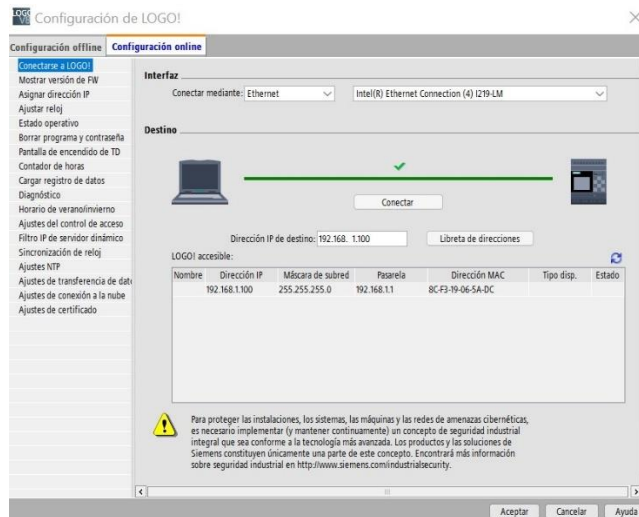 Configuración de LOGO!
Configuración offline
Configuración online
Conectarse a LOGO!
Mostrar versión de FW
Asignar dirección IP
Ajustar reloj
Estado operativo
Borrar programa y contraseña
Pantalla de encendido de TD
Contador de horas
Cargar registro de datos
Diagnóstico
Horario de verano/invierno
Ajustes del control de acceso
Filtro IP de servidor dinámico
Sincronización de reloj
Ajustes NTP
Ajustes de transferencia de dato
Ajustes de conexión a la nube
Ajustes de certificado
Interfaz
Conectar mediante: Ethernet
Intel(R) Ethernet Connection (4) I219-LM
Destino
Conectar
Dirección IP de destino: 192.168. 1.100
Libreta de direcciones
LOGO! accesible:
Nombre Dirección IP Máscara de subred Pasarela Dirección MAC Tipo disp. Estado
192.168.1.100 255.255.255.0 192.168.1.1 8C-F3-19-06-5A-DC
Para proteger las instalaciones, los sistemas, las máquinas y las redes de amenazas cibernéticas,
es necesario implementar (y mantener continuamente) un concepto de seguridad industrial
integral que sea conforme a la tecnología más avanzada. Los productos y las soluciones de
Siemens constituyen únicamente una parte de este concepto. Encontrará más información
sobre seguridad industrial en http://www.siemens.com/industrialsecurity.
Aceptar
Cancelar
Ayuda